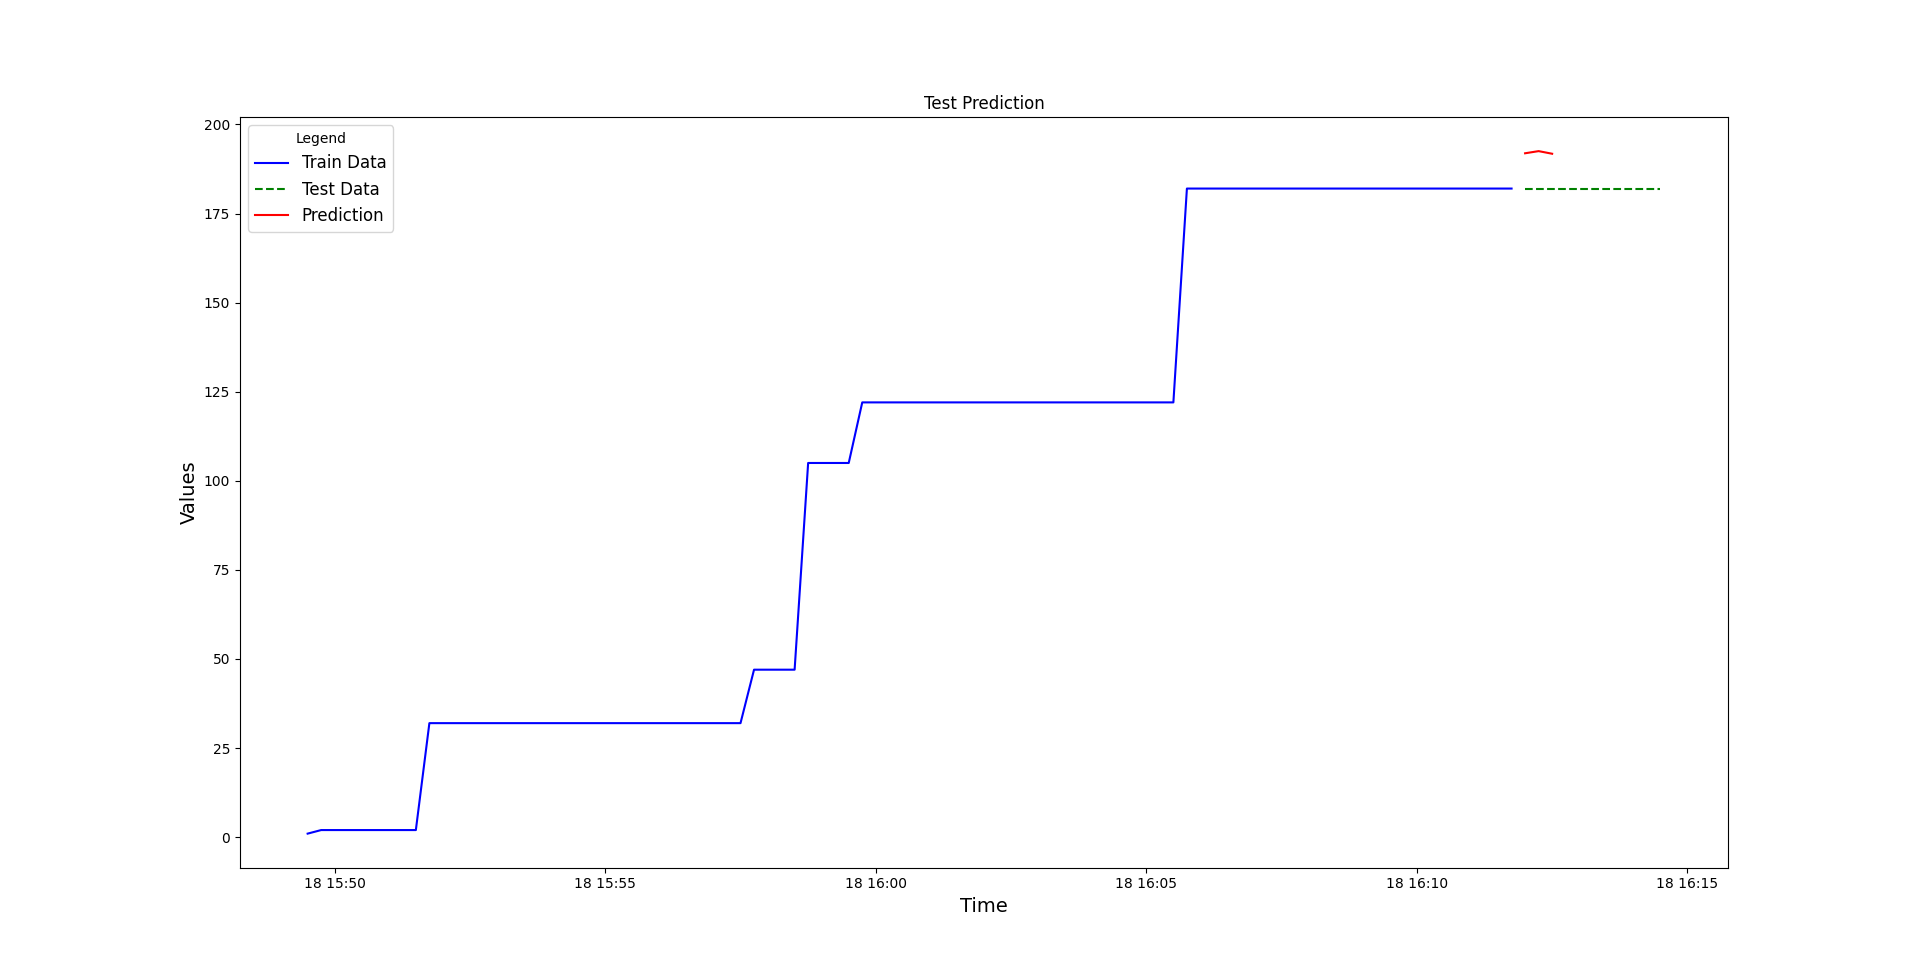 Test Prediction
Legend
Train Data
Test Data
Prediction
Values
200
175
150
125
100
75
50
25
0
18 15:50 18 15:55 18 16:00 18 16:05 18 16:10 18 16:15
Time